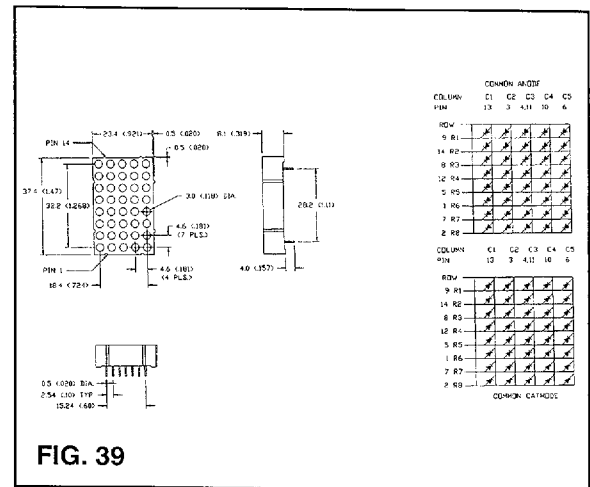 COMMON ANODE
COLUMN C1 C2 C3 C4 C5
PIN 13 3 4,11 10 6
ROW
9 R1
14 R2
8 R3
12 R4
5 R5
1 R6
7 R7
2 R8
COLUMN C1 C2 C3 C4 C5
PIN 13 3 4,11 10 6
ROW
9 R1
14 R2
8 R3
12 R4
5 R5
1 R6
7 R7
2 R8
COMMON CATHODE
23.4 (.921)
0.5 (.020)
8.1 (.319)
PIN 14
0.5 (.020)
37.4 (1.47)
32.2 (1.268)
3.0 (.118) DIA.
28.2 (1.11)
4.6 (.181)
(7 PLS.)
PIN 1
4.6 (.181)
(4 PLS.)
18.4 (.724)
4.0 (.157)
0.5 (.020) DIA.
2.54 (.10) TYP
15.24 (.60)
FIG. 39